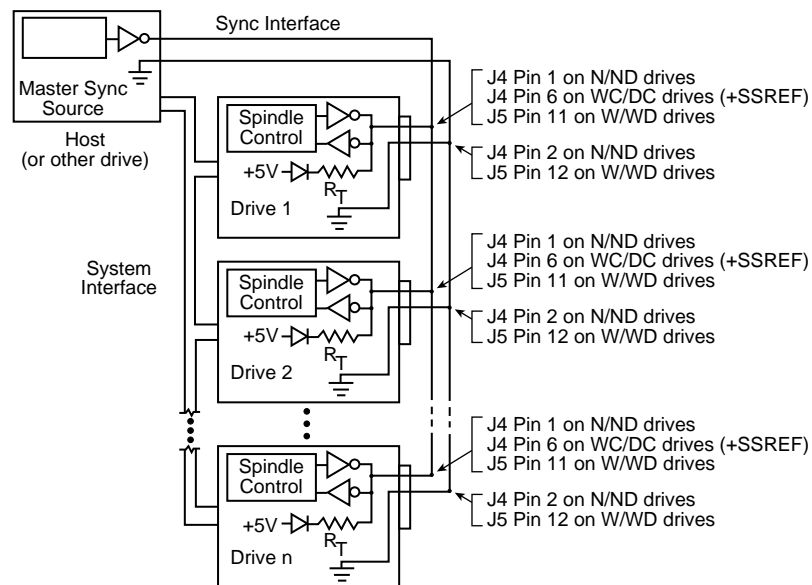 Sync Interface
Master Sync
Source
Host
(or other drive)
System
Interface
Spindle
Control
+5V
RT
Drive 1
J4 Pin 1 on N/ND drives
J4 Pin 6 on WC/DC drives (+SSREF)
J5 Pin 11 on W/WD drives
J4 Pin 2 on N/ND drives
J5 Pin 12 on W/WD drives
Spindle
Control
+5V
RT
Drive 2
J4 Pin 1 on N/ND drives
J4 Pin 6 on WC/DC drives (+SSREF)
J5 Pin 11 on W/WD drives
J4 Pin 2 on N/ND drives
J5 Pin 12 on W/WD drives
Spindle
Control
+5V
RT
Drive n
J4 Pin 1 on N/ND drives
J4 Pin 6 on WC/DC drives (+SSREF)
J5 Pin 11 on W/WD drives
J4 Pin 2 on N/ND drives
J5 Pin 12 on W/WD drives